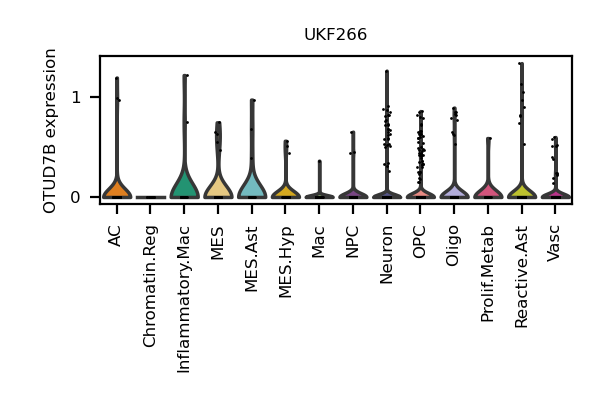 UKF266
OTUD7B expression
1
0
AC
Chromatin.Reg
Inflammatory.Mac
MES
MES.Ast
MES.Hyp
Mac
NPC
Neuron
OPC
Oligo
Prolif.Metab
Reactive.Ast
Vasc